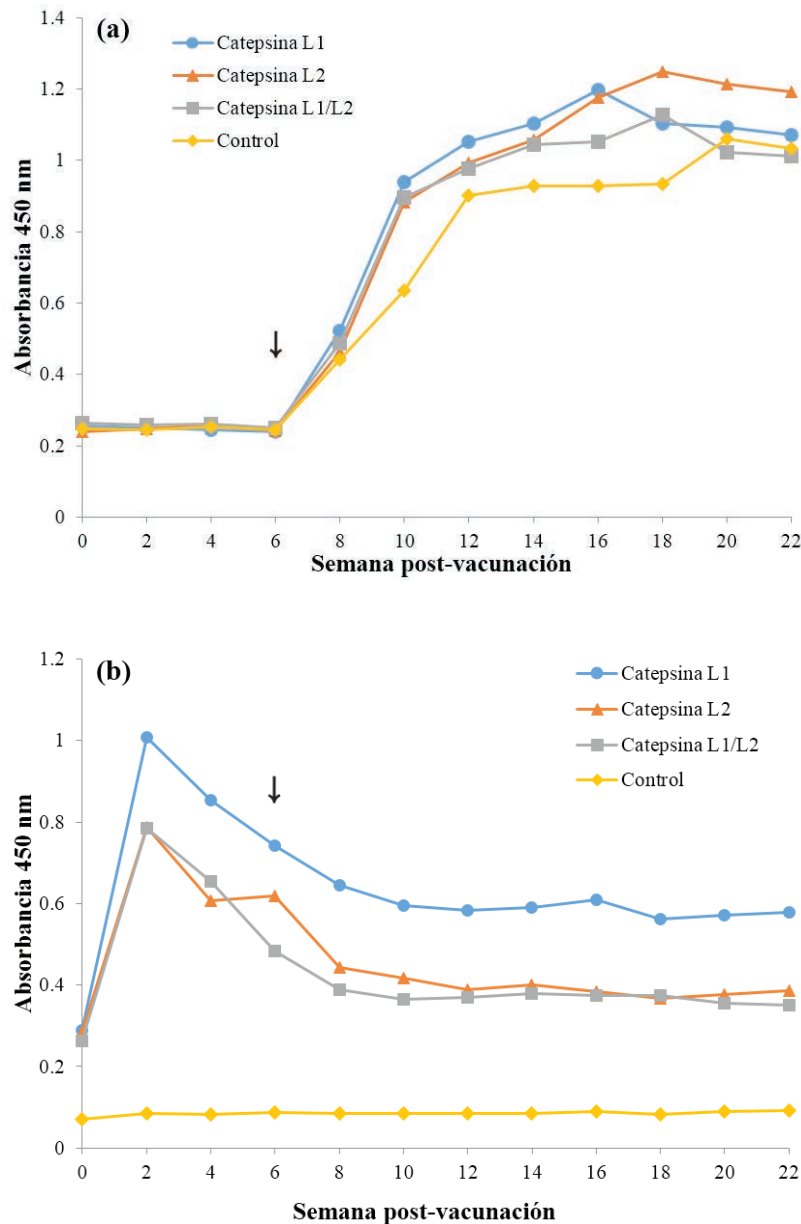 (a)
Catepsina L1
Catepsina L2
Catepsina L1/L2
Control
Absorbancia 450 nm
1.4
1.2
1
0.8
0.6
0.4
0.2
0
0 2 4 6 8 10 12 14 16 18 20 22
Semana post-vacunación
(b)
Catepsina L1
Catepsina L2
Catepsina L1/L2
Control
Absorbancia 450 nm
1.2
1
0.8
0.6
0.4
0.2
0
0 2 4 6 8 10 12 14 16 18 20 22
Semana post-vacunación